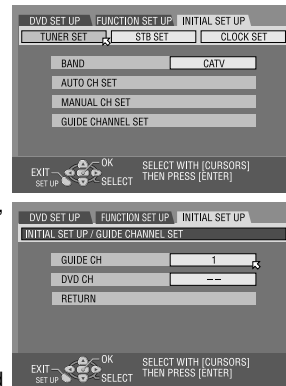 DVD SET UP FUNCTION SET UP INITIAL SET UP
TUNER SET STB SET CLOCK SET
BAND CATV
AUTO CH SET
MANUAL CH SET
GUIDE CHANNEL SET
OK SELECT WITH [CURSORS]
EXIT THEN PRESS [ENTER]
SET UP SELECT
,
DVD SET UP FUNCTION SET UP INITIAL SET UP
INITIAL SET UP / GUIDE CHANNEL SET
GUIDE CH 1
DVD CH --
RETURN
OK SELECT WITH [CURSORS]
EXIT THEN PRESS [ENTER]
SET UP SELECT